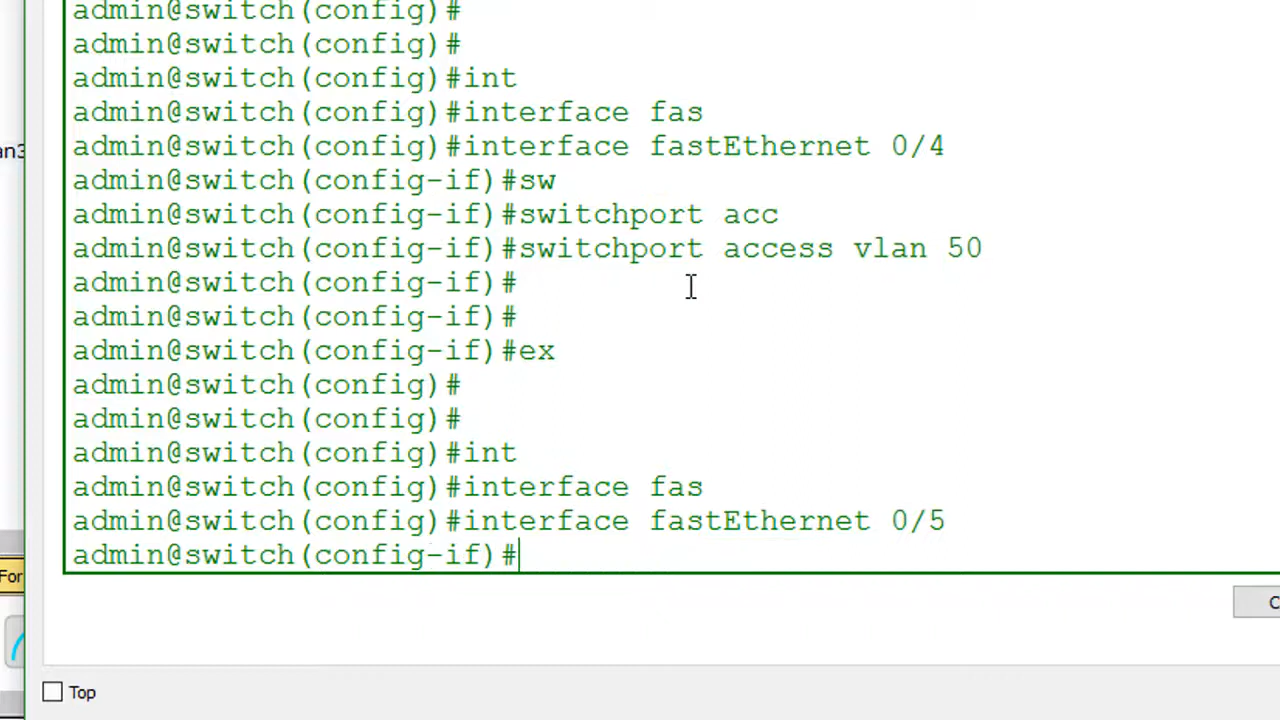 admin@switch(config)#
admin@switch(config)#
admin@switch(config)#int
admin@switch(config)#interface fas
admin@switch(config)#interface fastEthernet 0/4
admin@switch(config-if)#sw
admin@switch(config-if)#switchport acc
admin@switch(config-if)#switchport access vlan 50
admin@switch(config-if)#
admin@switch(config-if)#
admin@switch(config-if)#ex
admin@switch(config)#
admin@switch(config)#
admin@switch(config)#int
admin@switch(config)#interface fas
admin@switch(config)#interface fastEthernet 0/5
admin@switch(config-if)#
Top